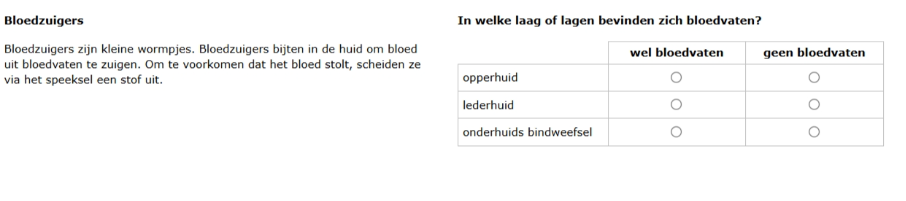 Bloedzuigers
Bloedzuigers zijn kleine wormpjes. Bloedzuigers bijten in de huid om bloed
uit bloedvaten te zuigen. Om te voorkomen dat het bloed stolt, scheiden ze
via het speeksel een stof uit.
In welke laag of lagen bevinden zich bloedvaten?
wel bloedvaten geen bloedvaten
opperhuid
lederhuid
onderhuids bindweefsel